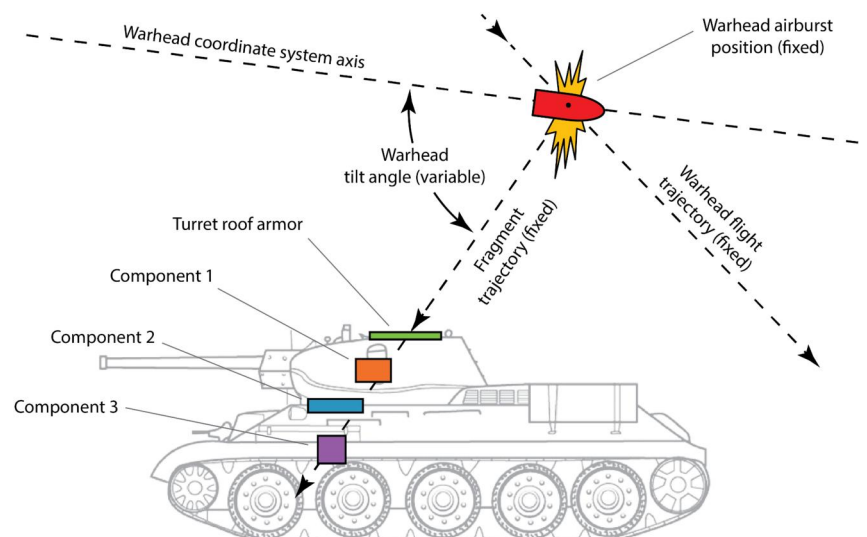 Warhead coordinate system axis
Warhead airburst
position (fixed)
Warhead
tilt angle (variable)
Warhead flight
trajectory (fixed)
Fragment
trajectory (fixed)
Turret roof armor
Component 1
Component 2
Component 3